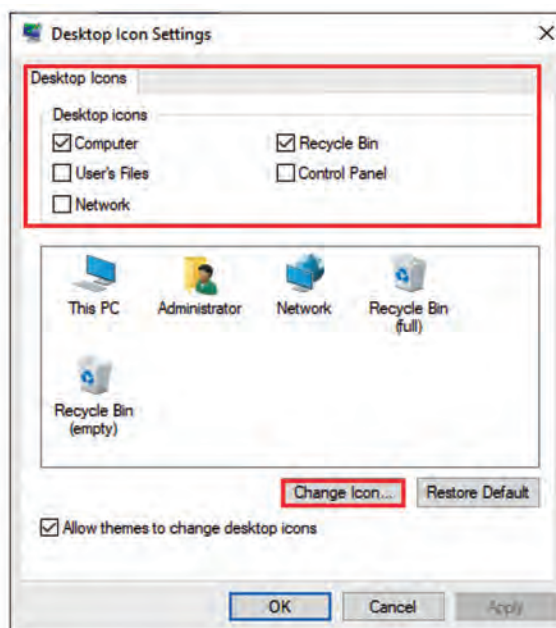 Desktop Icon Settings
Desktop Icons
Desktop icons
Computer
Recycle Bin
User's Files
Control Panel
Network
This PC
Administrator
Network
Recycle Bin
(full)
Recycle Bin
(empty)
Change Icon...
Restore Default
Allow themes to change desktop icons
OK
Cancel
Apply